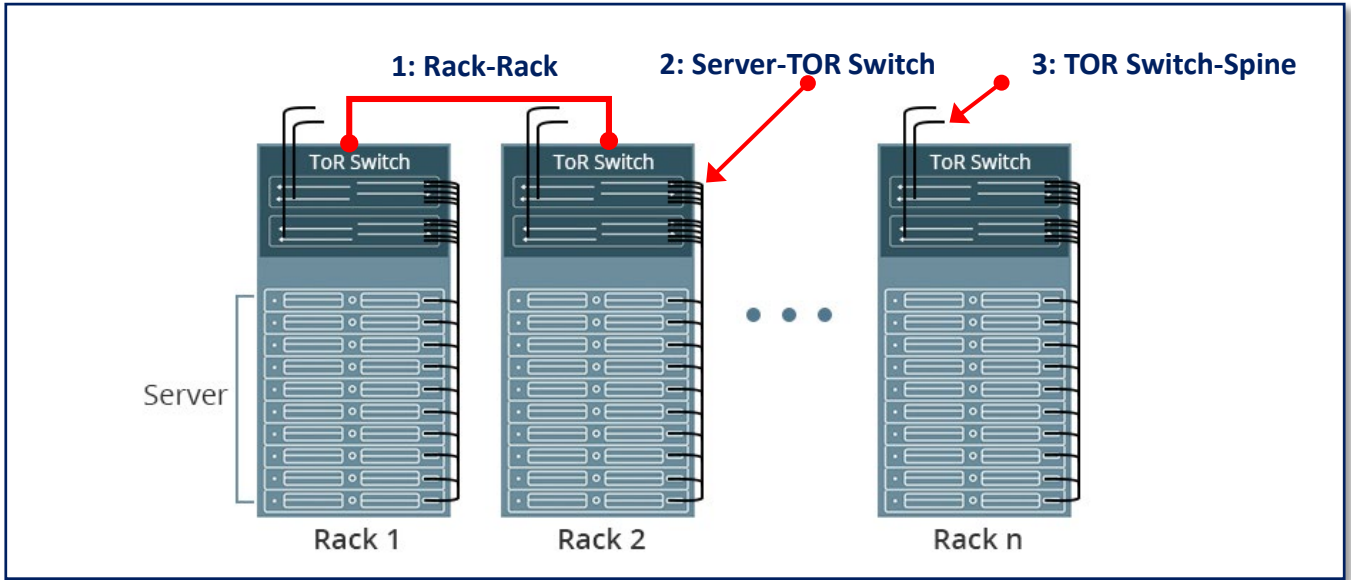 1: Rack-Rack
2: Server-TOR Switch
3: TOR Switch-Spine
ToR Switch
ToR Switch
ToR Switch
Server
Rack 1
Rack 2
Rack n